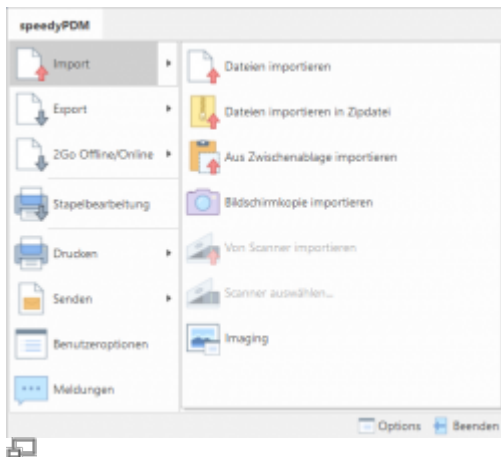 speedyPDM
Import
Export
2Go Offline/Online
Stapelbearbeitung
Drucken
Senden
Benutzeroptionen
Meldungen
Dateien importieren
Dateien importieren in Zipdatei
Aus Zwischenablage importieren
Bildschirmkopie importieren
Von Scanner importieren
Scanner auswählen...
Imaging
Options
Beenden